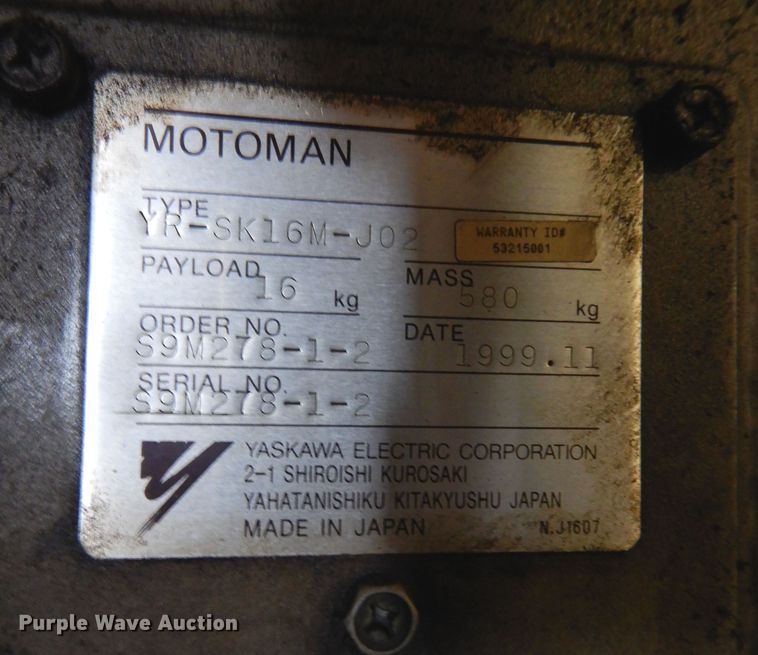 MOTOMAN
TYPE
YR-SK16M-J02
WARRANTY ID#
53215001
PAYLOAD 16 kg
MASS 580 kg
ORDER NO.
S9M278-1-2
DATE 1999.11
SERIAL NO.
S9M278-1-2
YASKAWA ELECTRIC CORPORATION
2-1 SHIROISHI KUROSAKI
YAHATANISHIKU KITAKYUSHU JAPAN
MADE IN JAPAN
N.J1607
Purple Wave Auction